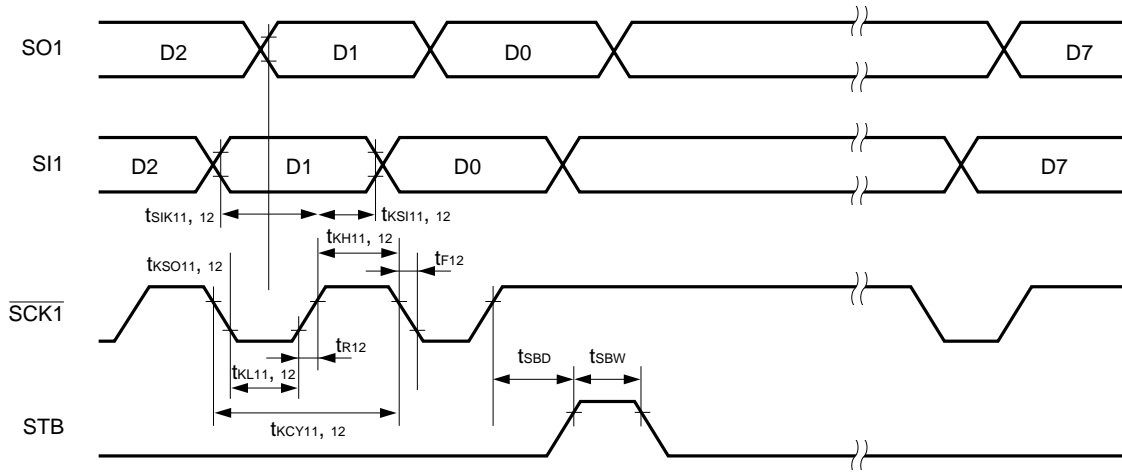 SO1 D2 D1 D0 D7
SI1 D2 D1 D0 D7
tSIK11, 12 tKSI11, 12
tKH11, 12
tKSO11, 12 tF12
SCK1
tR12 tSBD tSBW
tKL11, 12
STB
tKCY11, 12